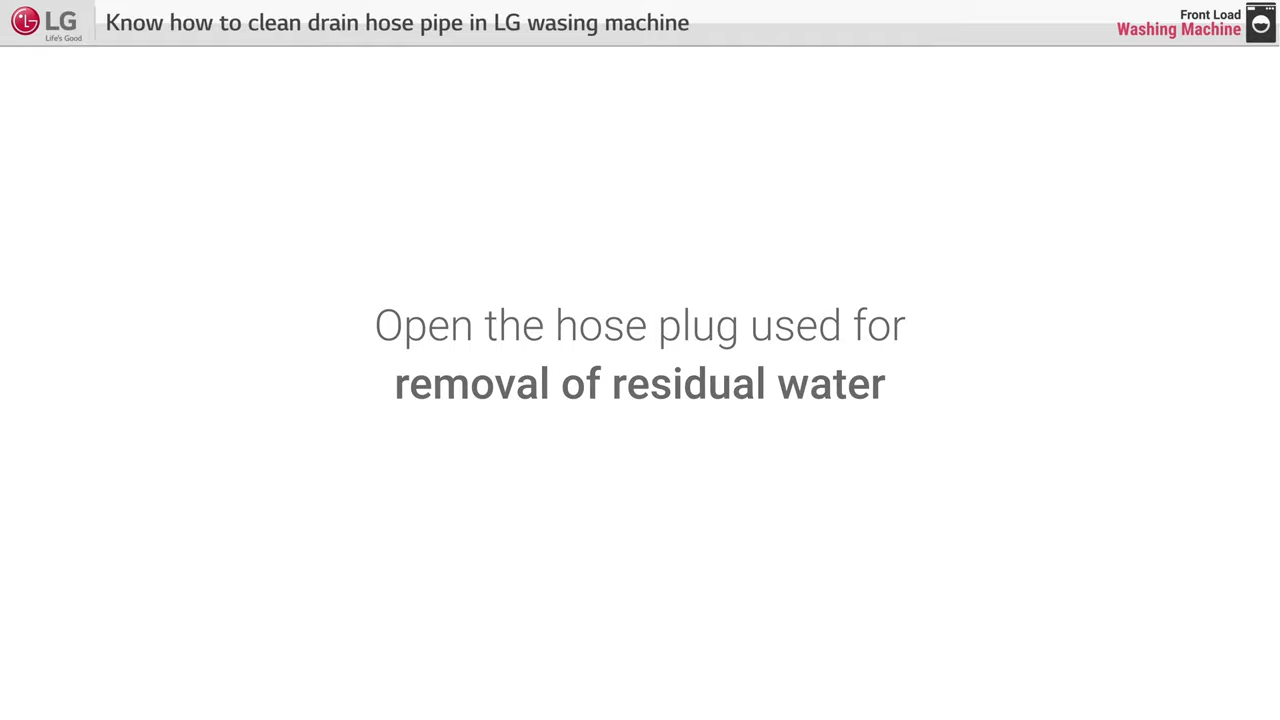 LG
Life's Good
Know how to clean drain hose pipe in LG wasing machine
Front Load
Washing Machine
Open the hose plug used for
removal of residual water